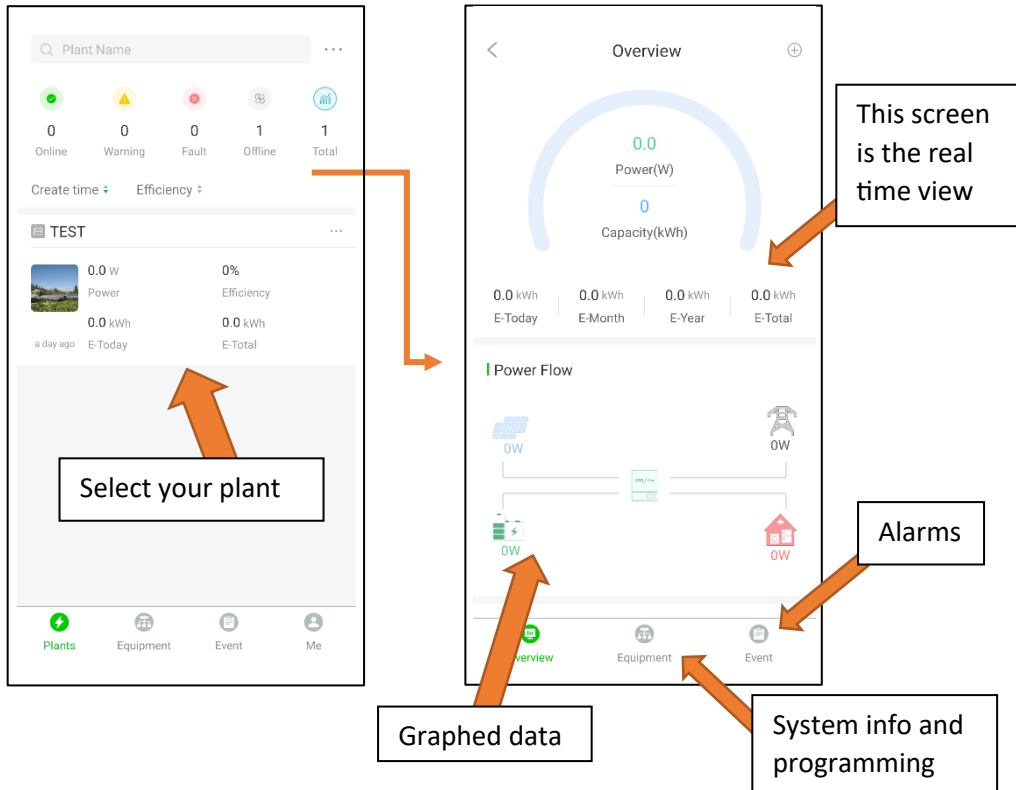 Plant Name
0 0 0 1 1
Online Warning Fault Offline Total
Create time Efficiency
TEST
0.0 W 0%
Power Efficiency
0.0 kWh 0.0 kWh
a day ago E-Today E-Total
Select your plant
Plants Equipment Event Me
Overview
0.0
Power(W)
0
Capacity(kWh)
0.0 kWh 0.0 kWh 0.0 kWh 0.0 kWh
E-Today E-Month E-Year E-Total
Power Flow
0W 0W
0W 0W
verview Equipment Event
This screen
is the real
time view
Alarms
Graphed data
System info and
programming